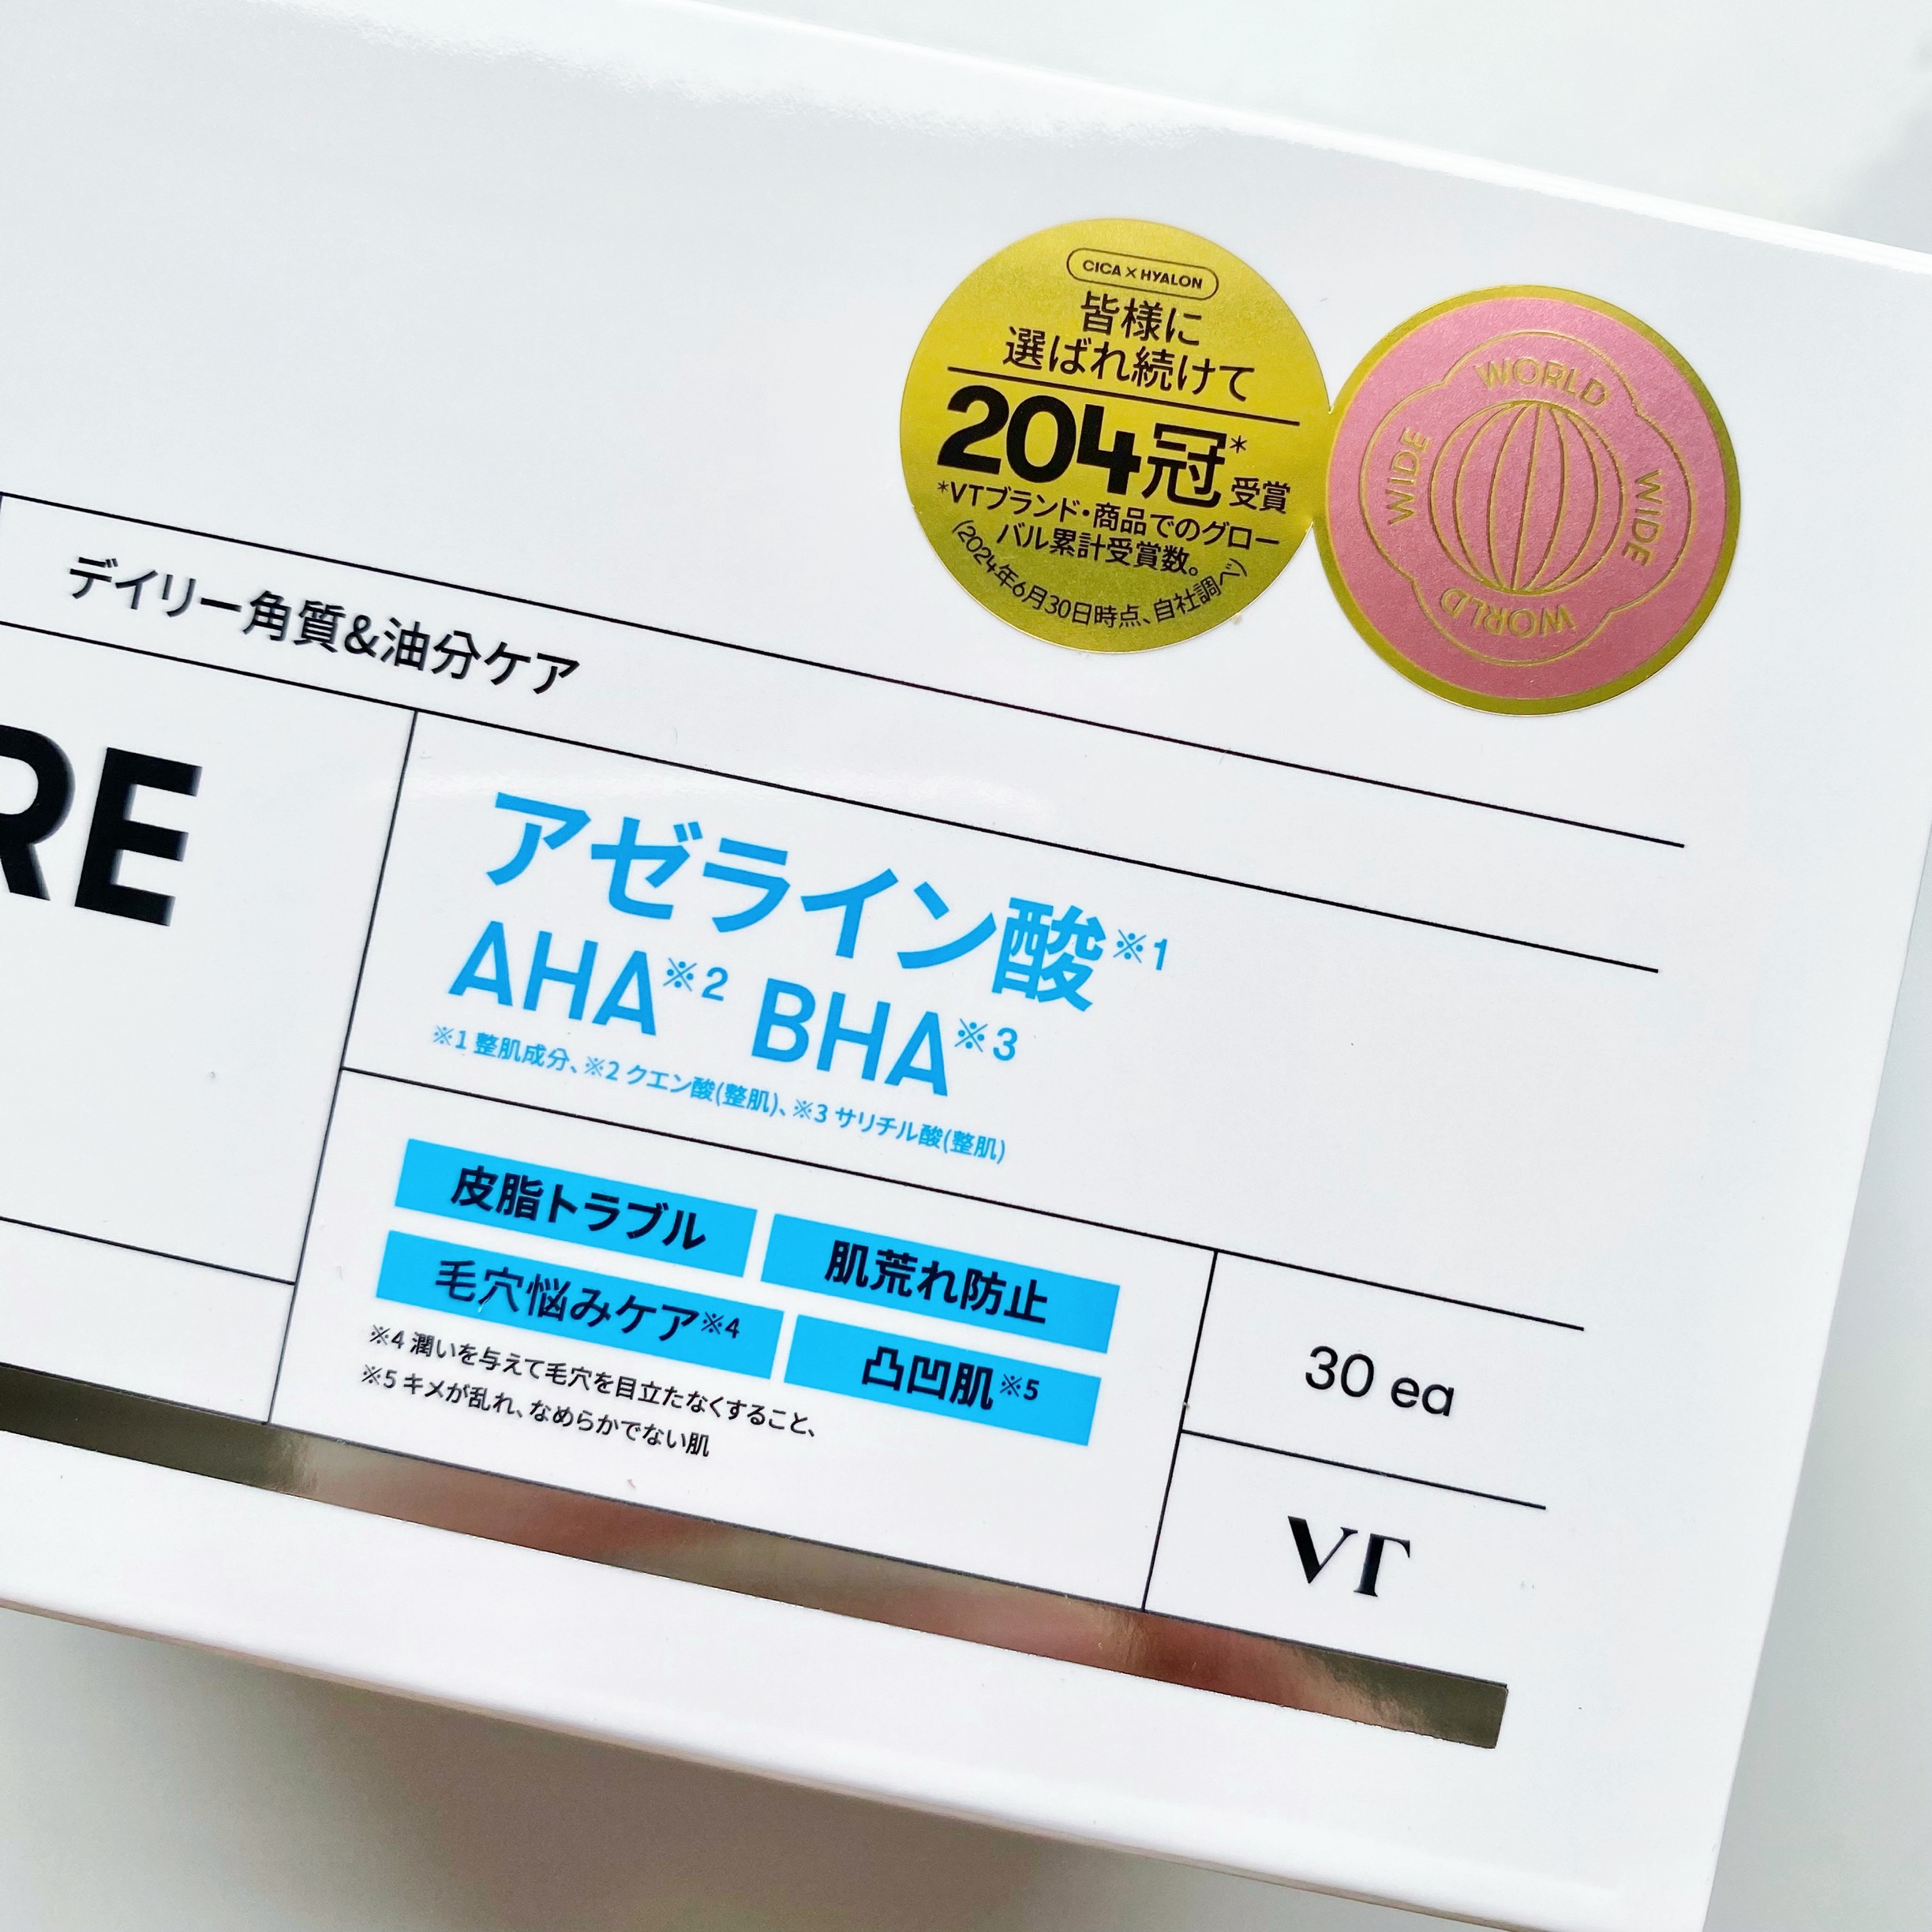 CICA×HYALON
皆様に
選ばれ続けて
204冠*受賞
*VTブランド・商品でのグロー
バル累計受賞数。
(2024年6月30日時点、自社調べ)
WORLD
WIDE
WORLD
WIDE
デイリー角質&油分ケア
RE
アゼライン酸※1
AHA※2 BHA※3
※1 整肌成分、※2 クエン酸(整肌)、※3 サリチル酸(整肌)
皮脂トラブル 肌荒れ防止
毛穴悩みケア※4 凸凹肌※5
※4 潤いを与えて毛穴を目立たなくすること、
※5 キメが乱れ、なめらかでない肌
30 ea
VT